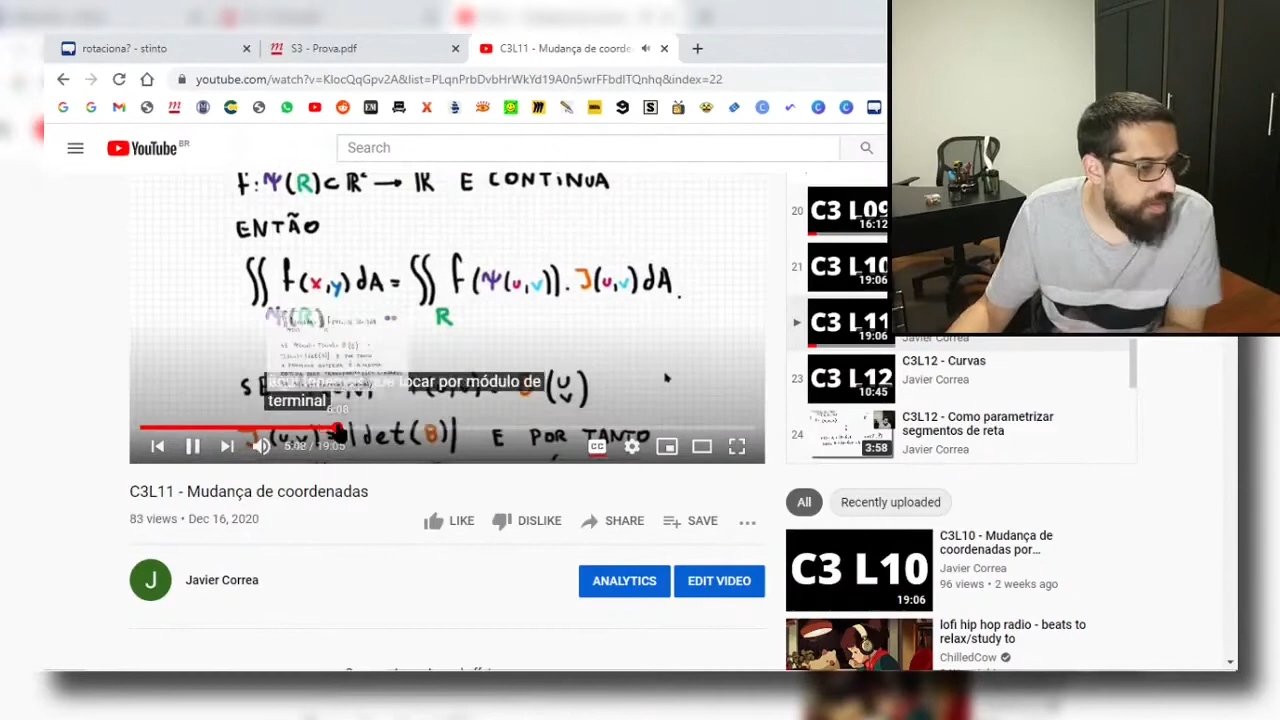 rotaciona? - stinto
S3 - Prova.pdf
C3L11 - Mudança de coorde
youtube.com/watch?v=KlocQqGpv2A&list=PLqnPrbDvbHrWkYd19A0n5wrFFbdITQnhq&index=22
YouTube BR
Search
f: Ψ(R) ⊂ R² → R E CONTINUA
ENTÃO
∬ f(x,y)dA = ∬ f(Ψ(u,v)). J(u,v)dA.
Ψ(R) R
ocar por módulo de
terminal
6:08
(u v)
|det(B)| E POR TANTO
5:08 / 19:05
CC
C3L11 - Mudança de coordenadas
83 views • Dec 16, 2020
LIKE
DISLIKE
SHARE
SAVE
J
Javier Correa
ANALYTICS
EDIT VIDEO
20
C3 L09
16:12
21
C3 L10
19:06
C3 L11
19:06
Javier Correa
23
C3 L12
10:45
C3L12 - Curvas
Javier Correa
24
3:58
C3L12 - Como parametrizar
segmentos de reta
Javier Correa
All
Recently uploaded
C3 L10
19:06
C3L10 - Mudança de
coordenadas por…
Javier Correa
96 views • 2 weeks ago
lofi hip hop radio - beats to
relax/study to
ChilledCow